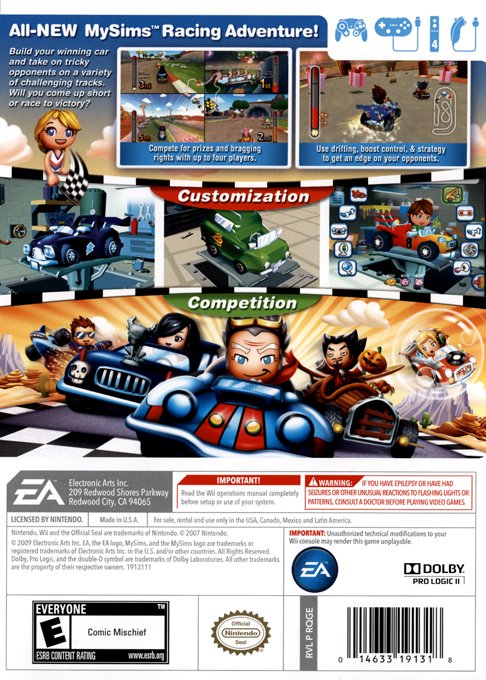 All-NEW MySims™ Racing Adventure!
4
Build your winning car
and take on tricky
opponents on a variety
of challenging tracks.
Will you come up short
or race to victory?
1st
5th
2nd
Compete for prizes and bragging
rights with up to four players.
Use drifting, boost control, & strategy
to get an edge on your opponents.
Customization
Competition
EA
Electronic Arts Inc.
209 Redwood Shores Parkway
Redwood City, CA 94065
IMPORTANT!
Read the Wii operations manual completely
before setup or use of your system.
WARNING: IF YOU HAVE EPILEPSY OR HAVE HAD
SEIZURES OR OTHER UNUSUAL REACTIONS TO FLASHING LIGHTS OR
PATTERNS, CONSULT A DOCTOR BEFORE PLAYING VIDEO GAMES.
LICENSED BY NINTENDO.
Made in U.S.A.
For sale, rental and use only in the USA, Canada, Mexico and Latin America.
Nintendo, Wii and the Official Seal are trademarks of Nintendo. © 2007 Nintendo.
© 2009 Electronic Arts Inc. EA, the EA logo, MySims, and the MySims logo are trademarks or
registered trademarks of Electronic Arts Inc. in the U.S. and/or other countries. All Rights Reserved.
Dolby, Pro Logic, and the double-D symbol are trademarks of Dolby Laboratories. All other trademarks
are the property of their respective owners. 1913111
IMPORTANT: Unauthorized technical modifications to your
Wii console may render this game unplayable.
EA
DOLBY
PRO LOGIC II
EVERYONE™
E
Comic Mischief
ESRB CONTENT RATING
www.esrb.org
Official
Nintendo
Seal
RVL P RQGE
0 14633 19131 8